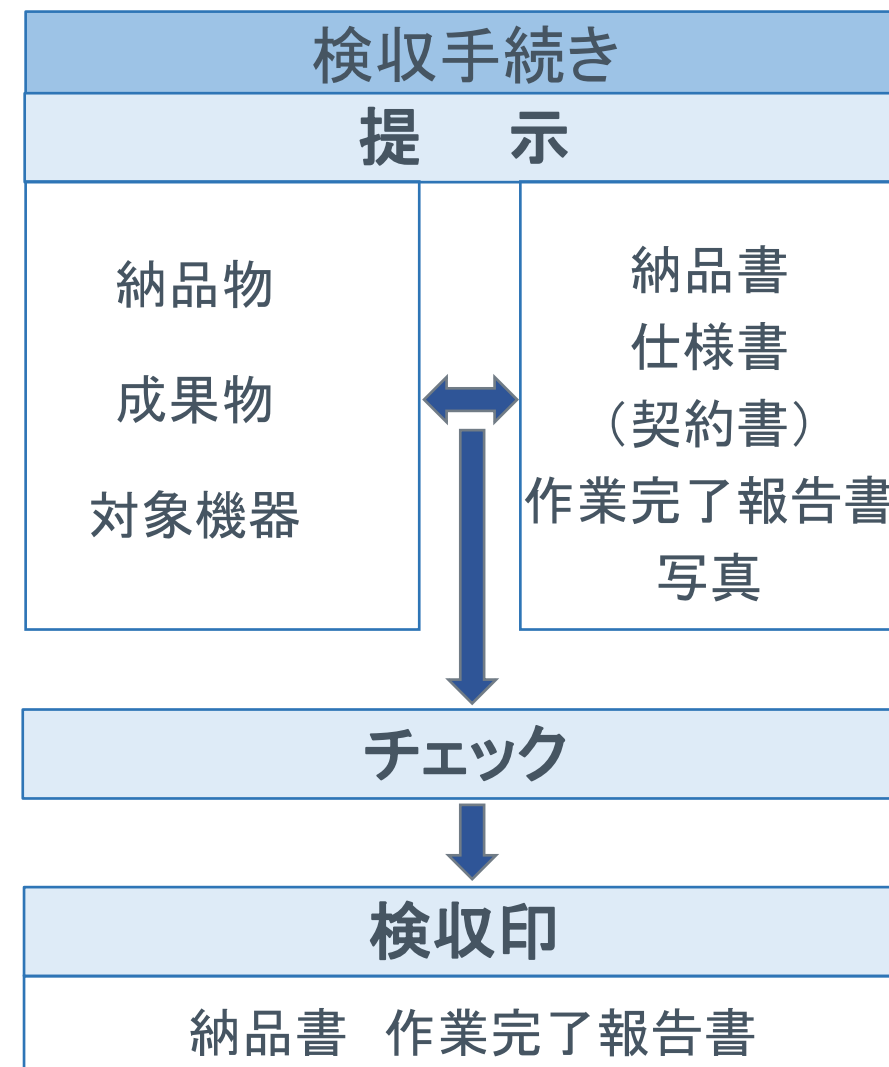 検収手続き
提　示
納品物
成果物
対象機器
納品書
仕様書
（契約書）
作業完了報告書
写真
チェック
検収印
納品書　作業完了報告書